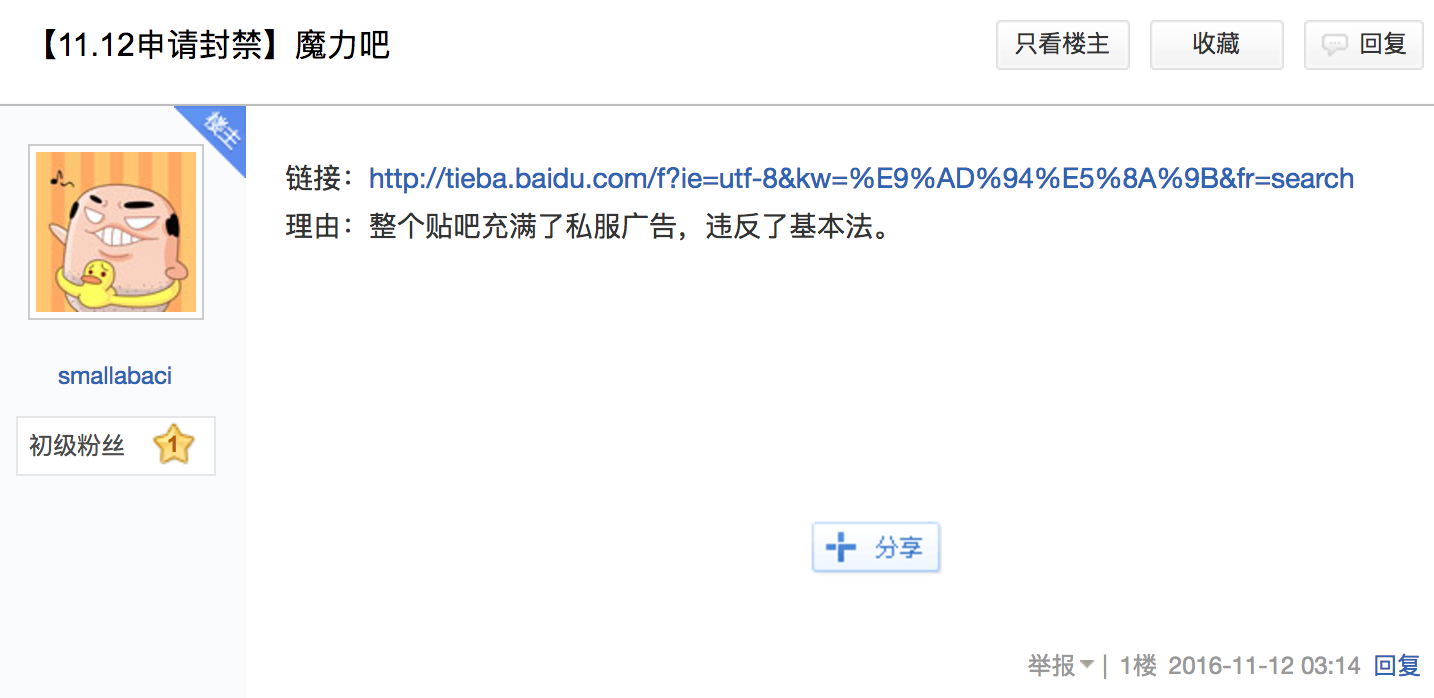 【11.12申请封禁】魔力吧
只看楼主
收藏
回复
楼主
链接：http://tieba.baidu.com/f?ie=utf-8&kw=%E9%AD%94%E5%8A%9B&fr=search
理由：整个贴吧充满了私服广告，违反了基本法。
smallabaci
初级粉丝 1
分享
举报 | 1楼 2016-11-12 03:14 回复